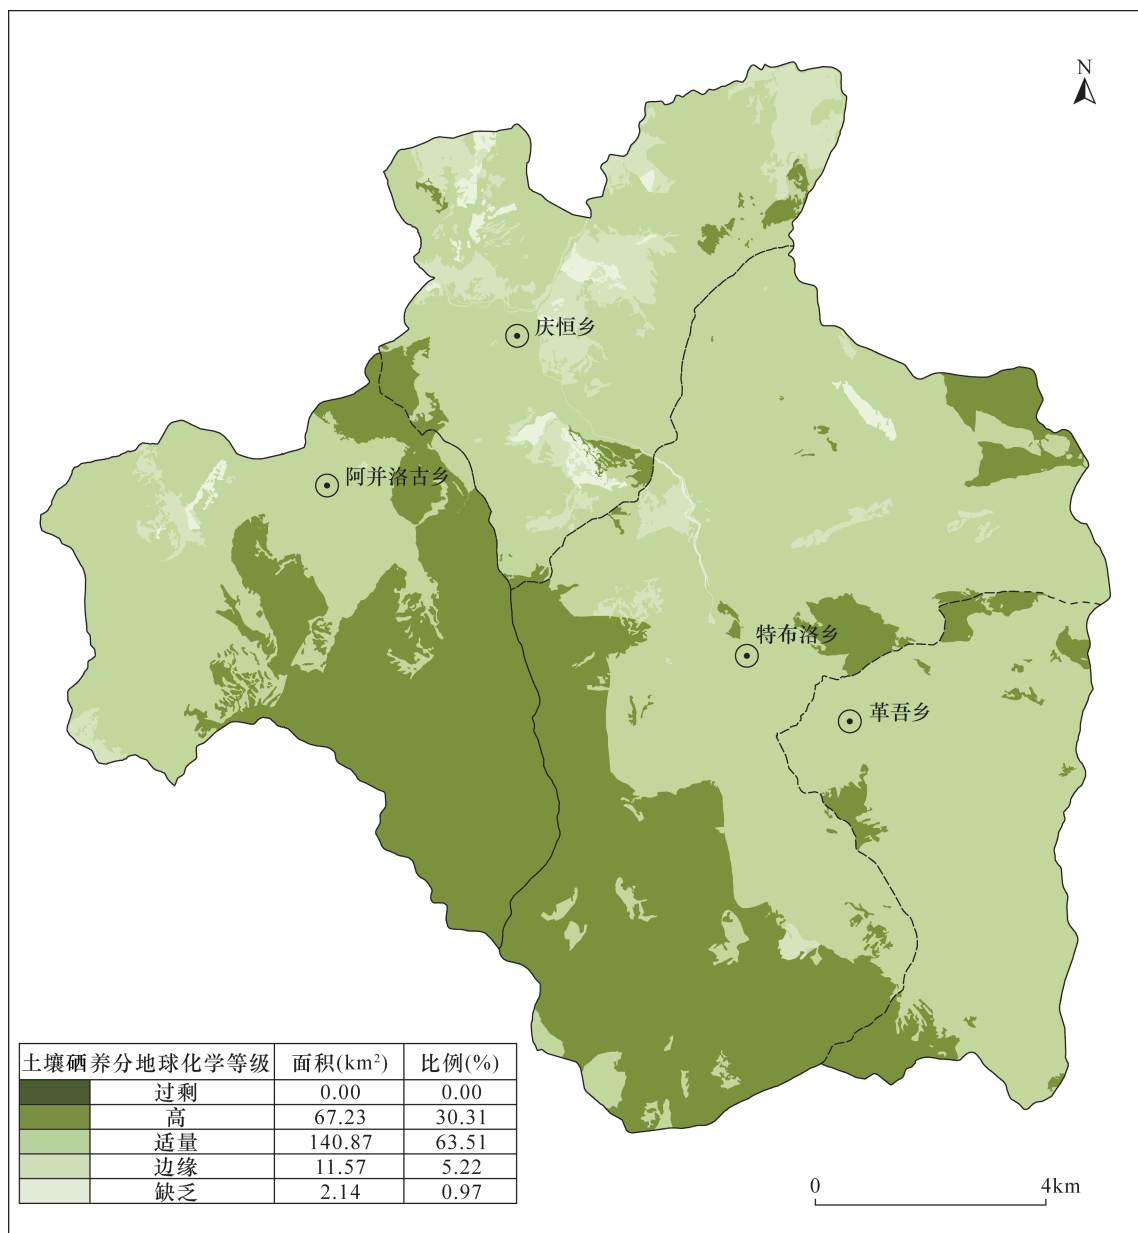 N
庆恒乡
阿并洛古乡
特布洛乡
革吾乡
土壤硒养分地球化学等级 面积(km²) 比例(%)
过剩 0.00 0.00
高 67.23 30.31
适量 140.87 63.51
边缘 11.57 5.22
缺乏 2.14 0.97
0 4km